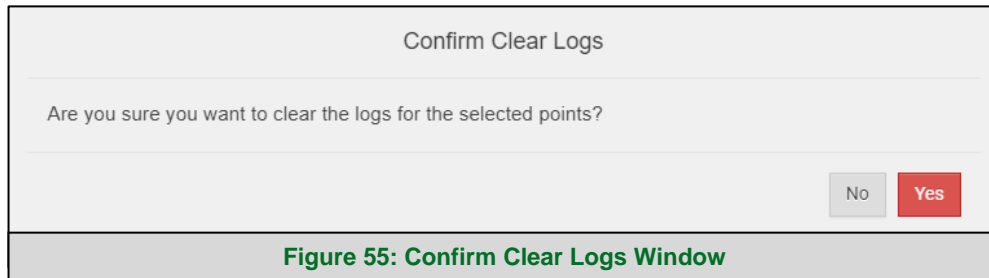 Confirm Clear Logs
Are you sure you want to clear the logs for the selected points?
No Yes
Figure 55: Confirm Clear Logs Window